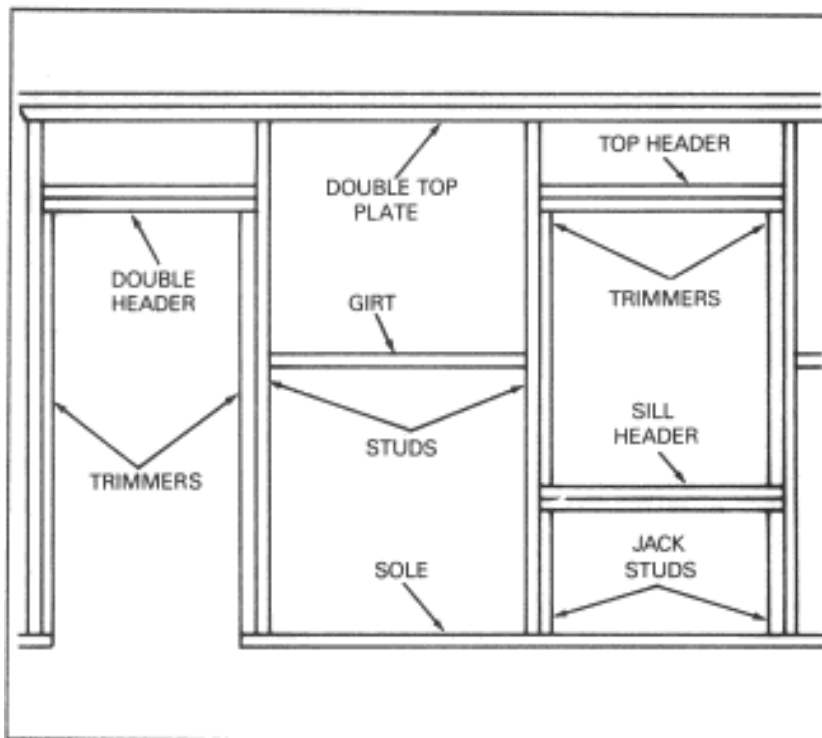 TOP HEADER
DOUBLE TOP
PLATE
DOUBLE
HEADER
GIRT
TRIMMERS
SILL
HEADER
STUDS
TRIMMERS
SOLE
JACK
STUDS